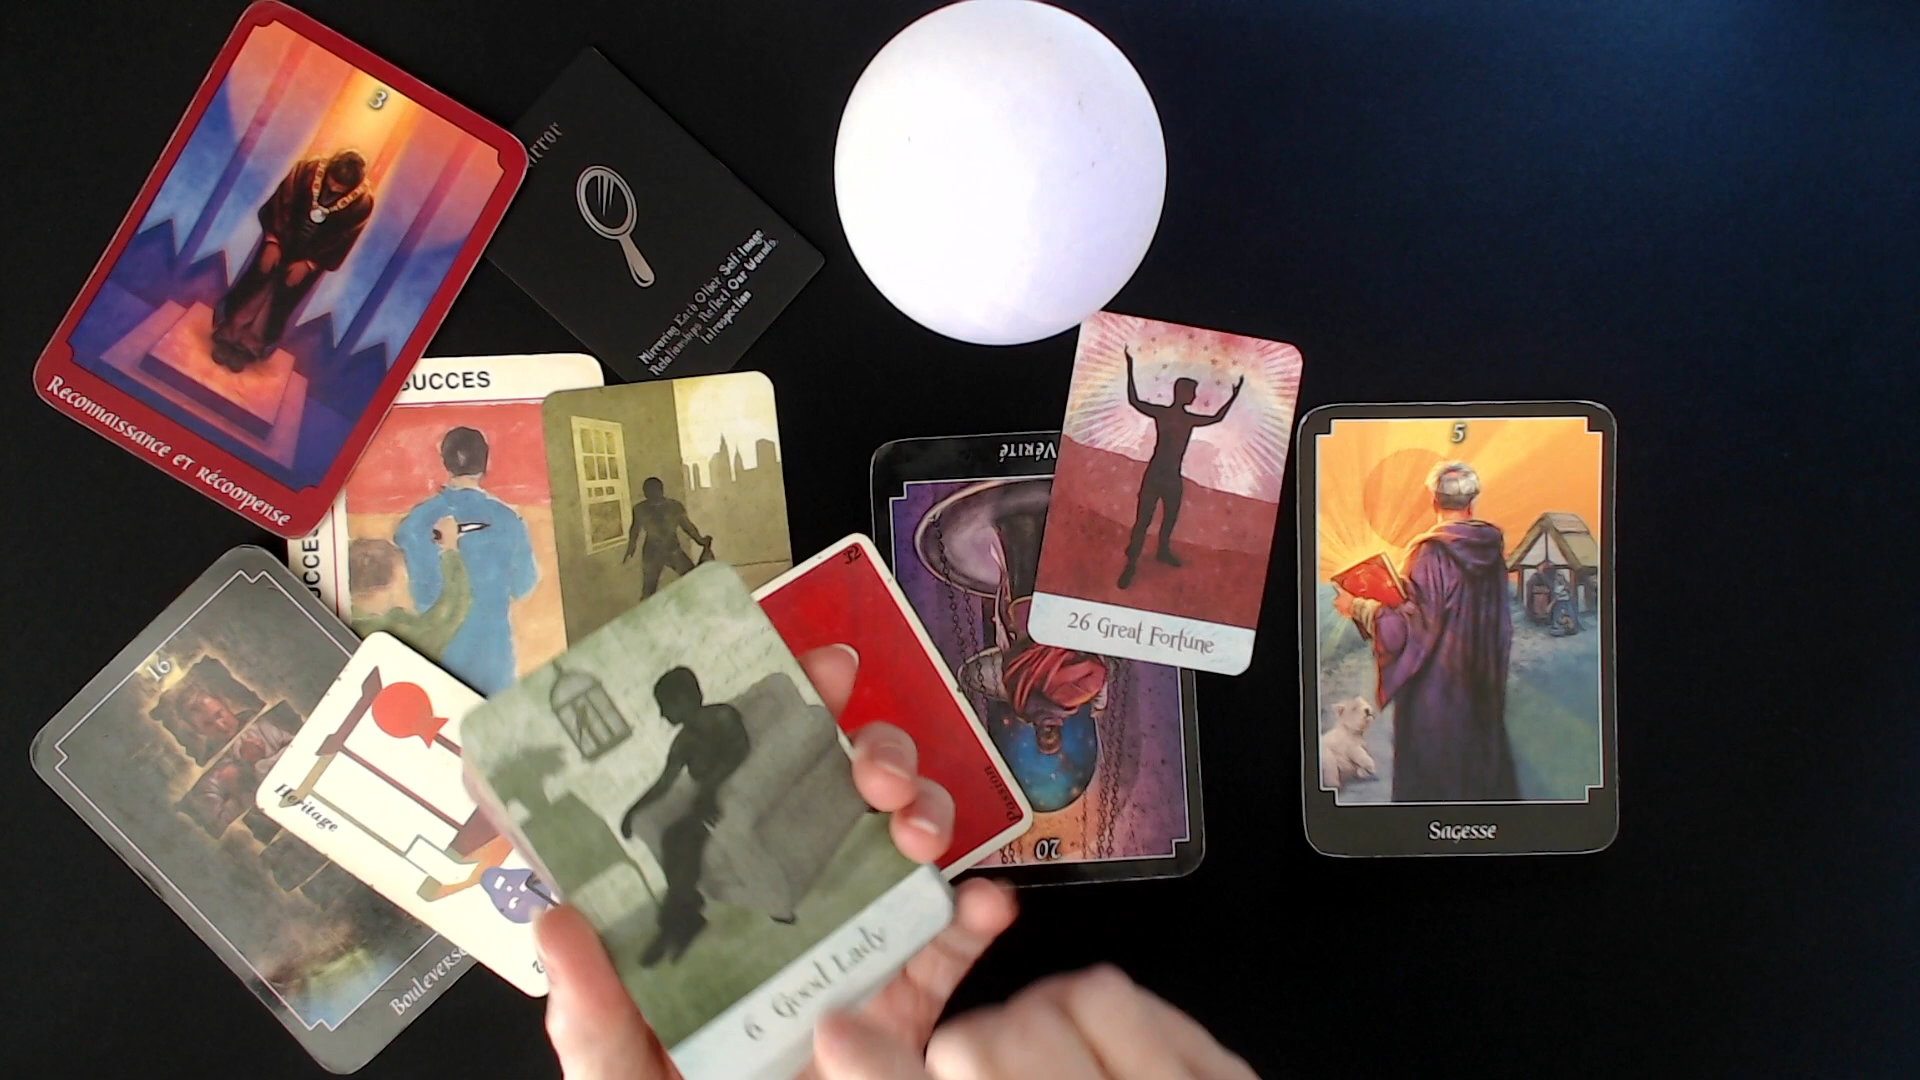 3
Reconnaissance et récompense
Mirroring Each Other Self-Image
Relationships Reflect Our Wounds
Introspection
SUCCES
16
Heritage
32
Passion
Vérité
20
26 Great Fortune
5
Sagesse
6 Good Lady